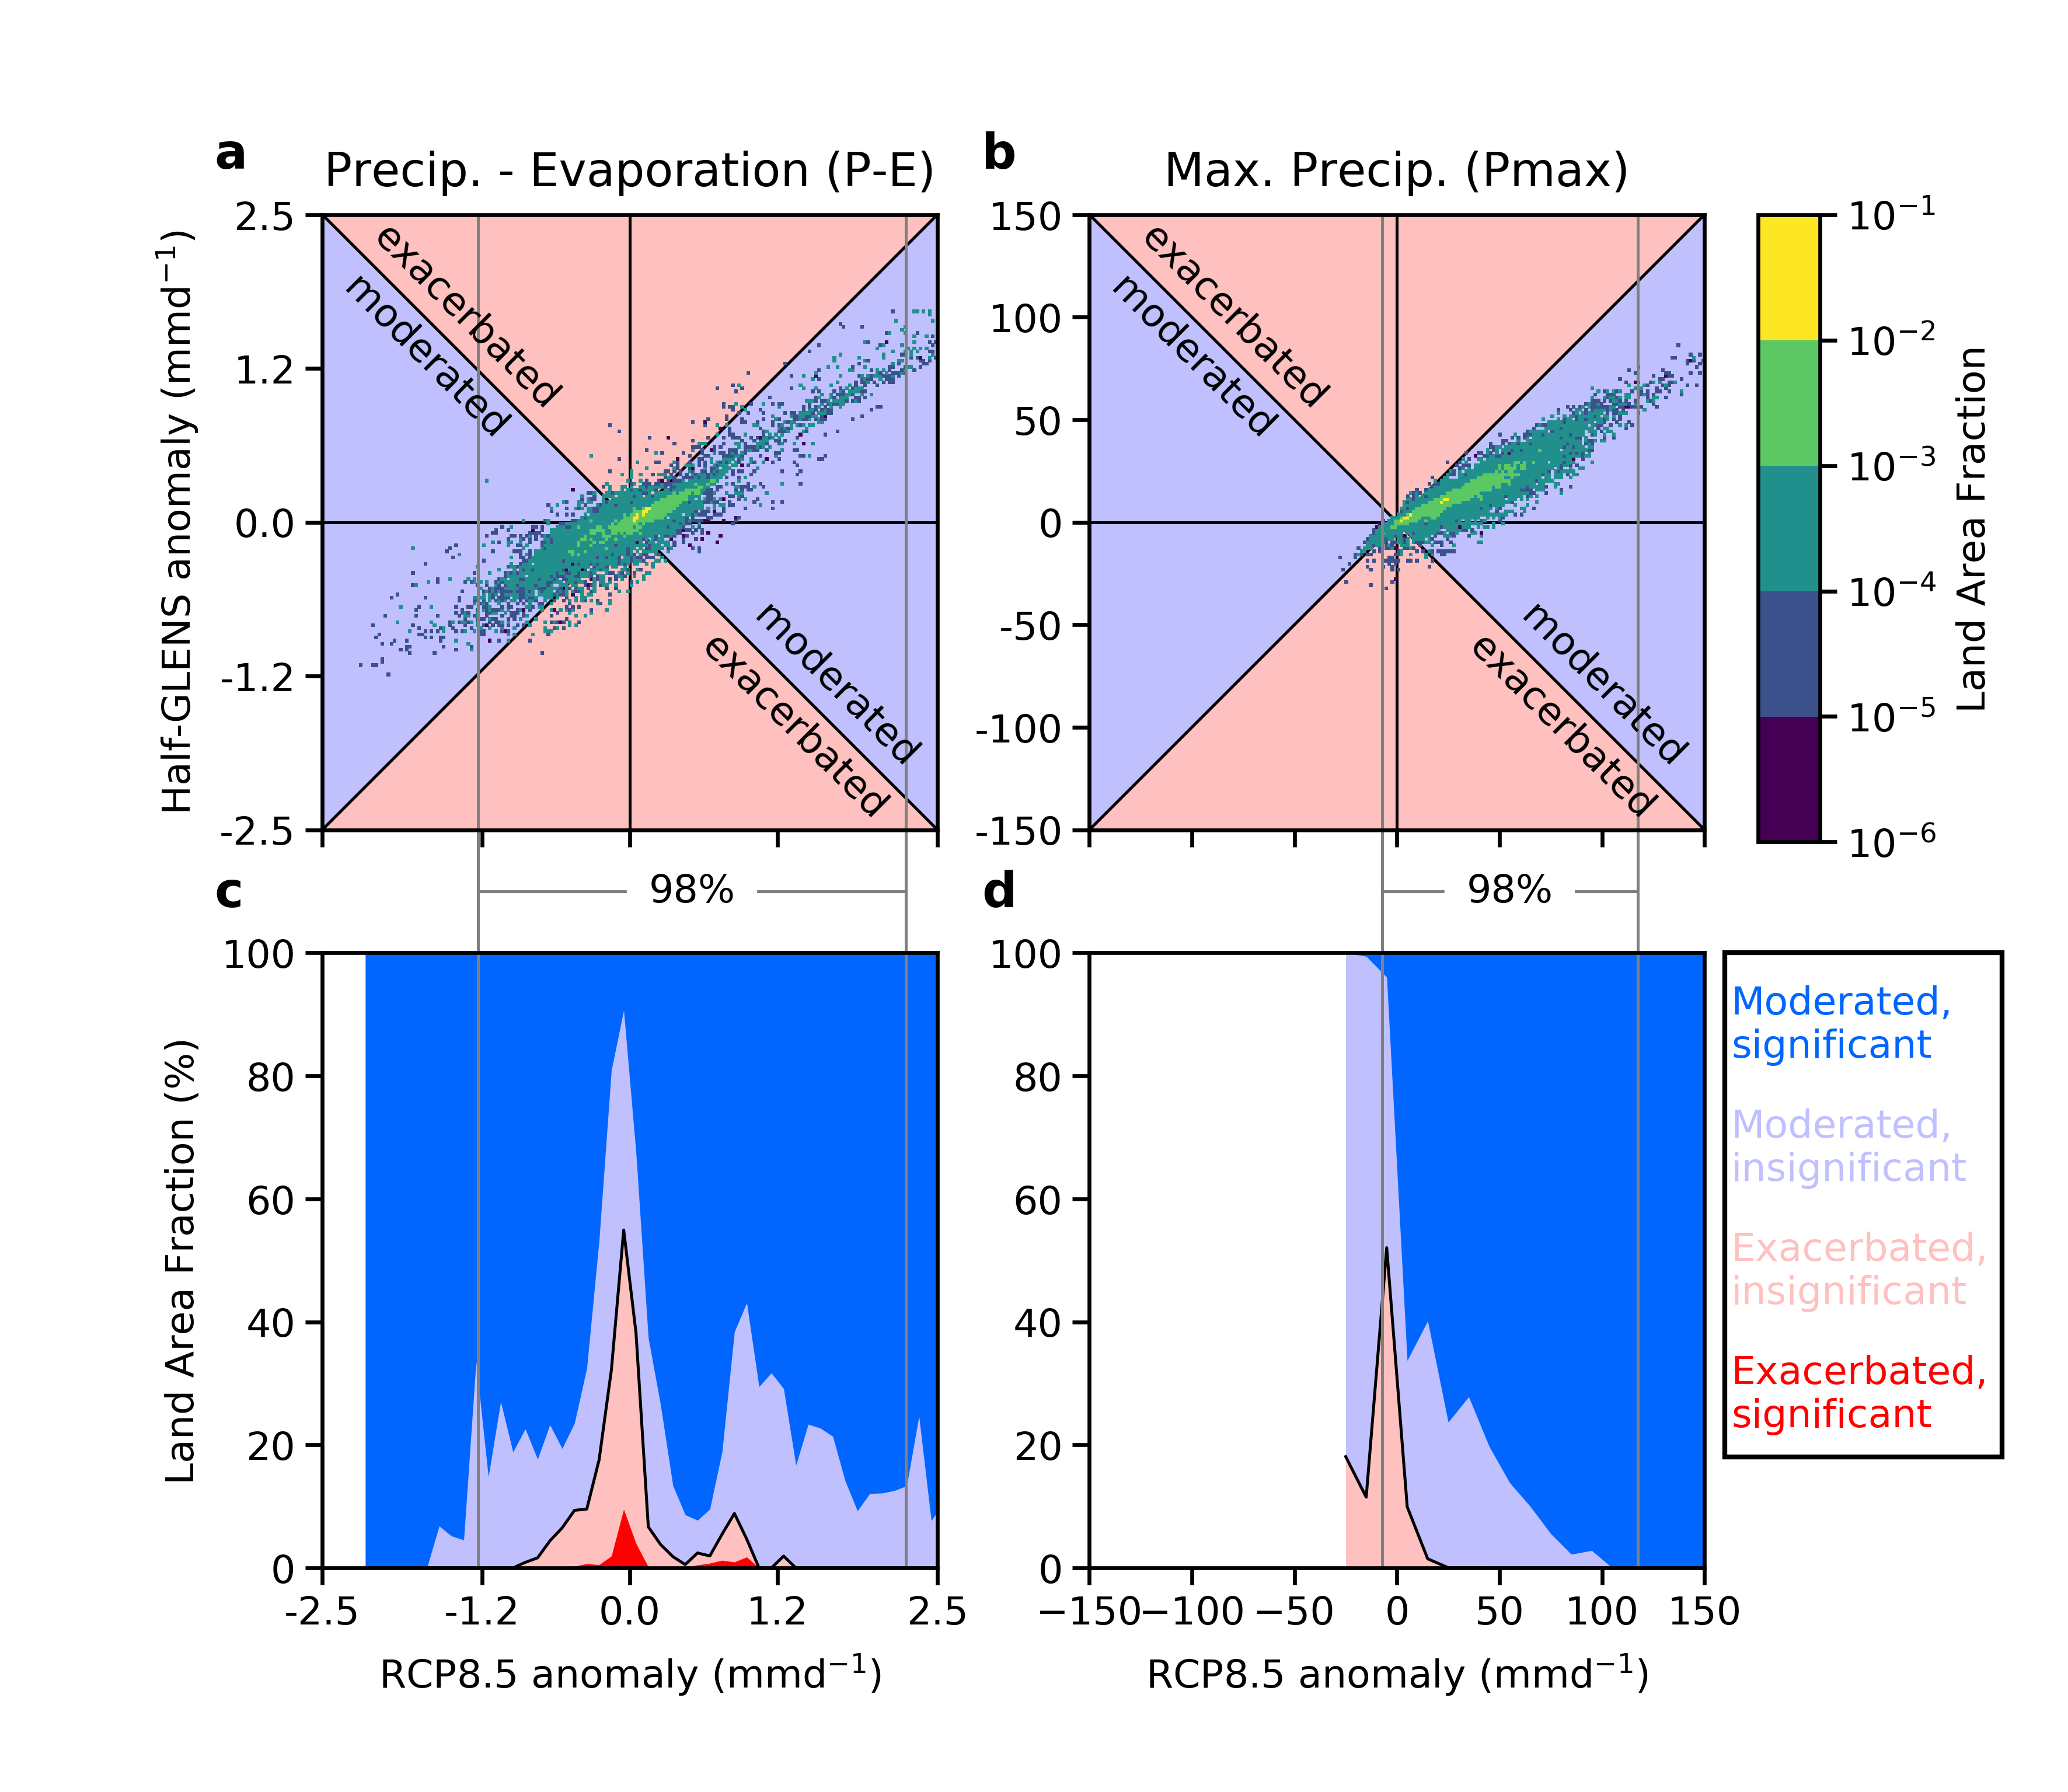 a
Precip. - Evaporation (P-E)
b
Max. Precip. (Pmax)
2.5
1.2
0.0
-1.2
-2.5
Half-GLENS anomaly (mmd⁻¹)
exacerbated
moderated
moderated
exacerbated
150
100
50
0
-50
-100
-150
exacerbated
moderated
moderated
exacerbated
10⁻¹
10⁻²
10⁻³
10⁻⁴
10⁻⁵
10⁻⁶
Land Area Fraction
c
98%
d
98%
100
80
60
40
20
0
Land Area Fraction (%)
-2.5
-1.2
0.0
1.2
2.5
RCP8.5 anomaly (mmd⁻¹)
100
80
60
40
20
0
−150
−100
−50
0
50
100
150
RCP8.5 anomaly (mmd⁻¹)
Moderated,
significant
Moderated,
insignificant
Exacerbated,
insignificant
Exacerbated,
significant